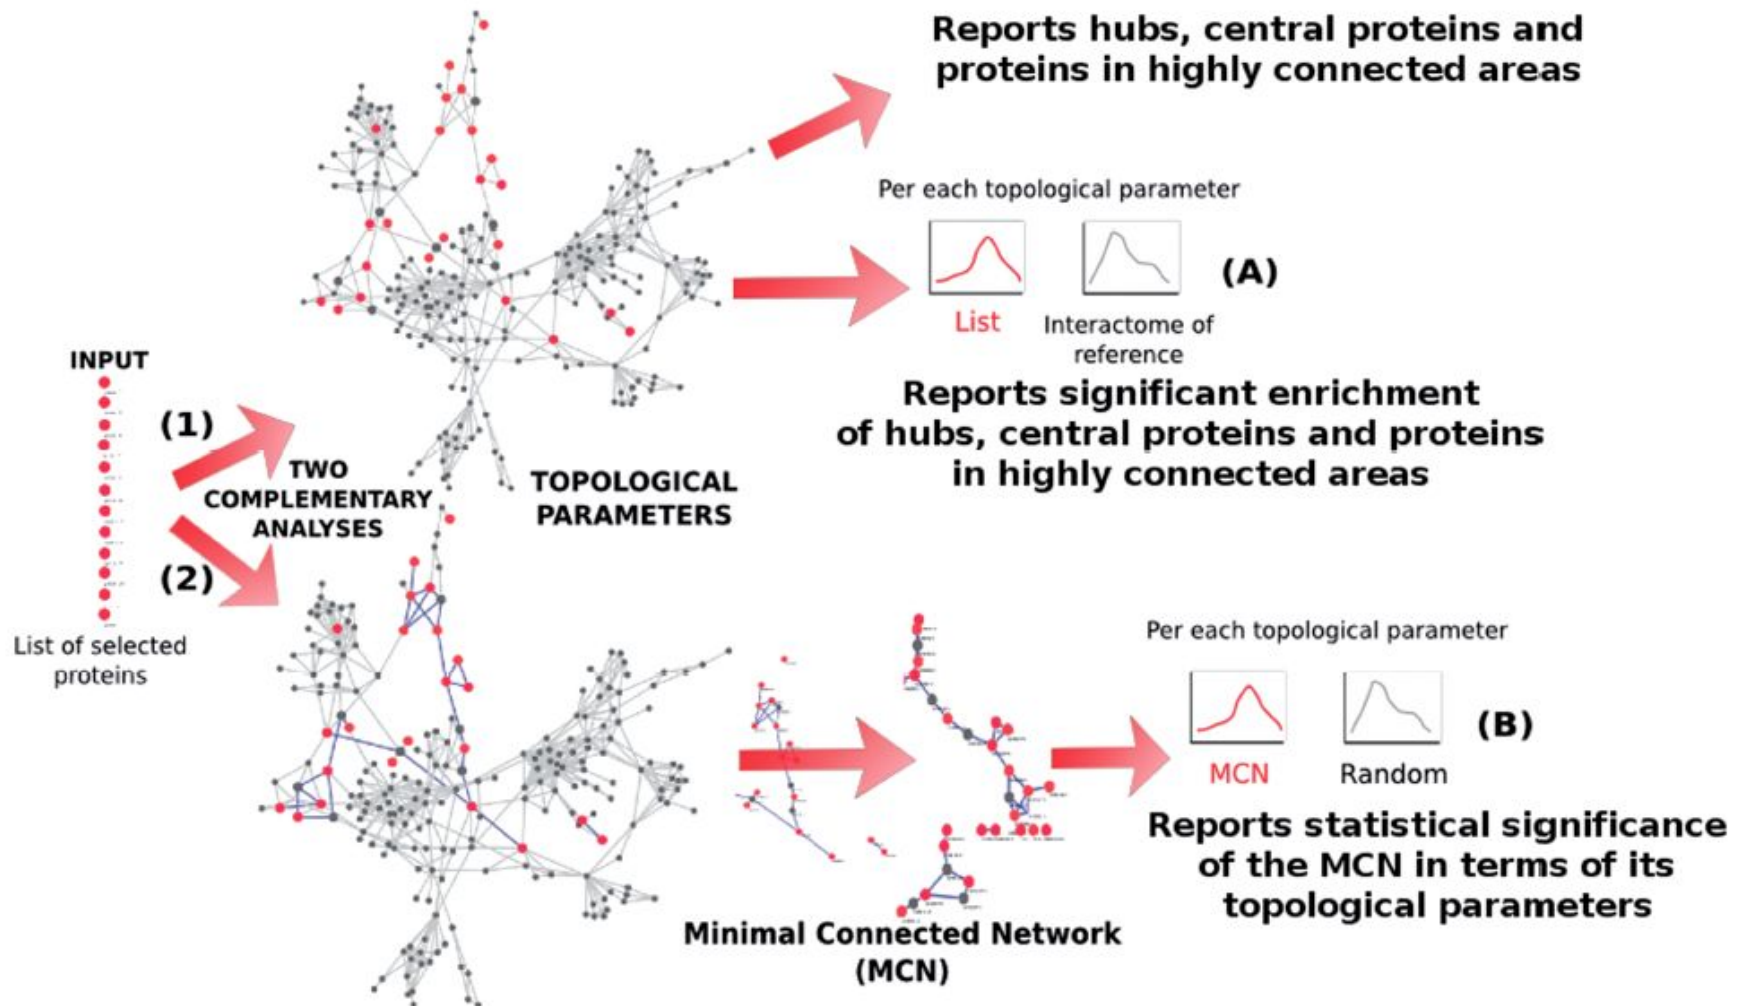 Reports hubs, central proteins and
proteins in highly connected areas
Per each topological parameter
(A)
List
Interactome of
reference
Reports significant enrichment
of hubs, central proteins and proteins
in highly connected areas
INPUT
(1)
TWO
COMPLEMENTARY
ANALYSES
TOPOLOGICAL
PARAMETERS
(2)
List of selected
proteins
Per each topological parameter
(B)
MCN
Random
Reports statistical significance
of the MCN in terms of its
topological parameters
Minimal Connected Network
(MCN)